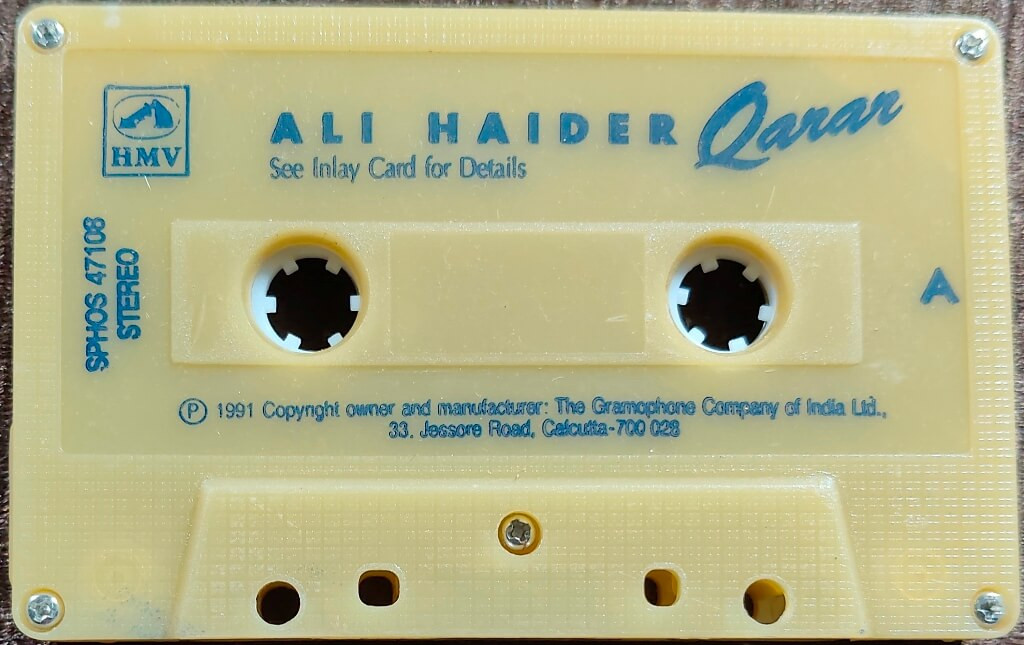 HMV
ALI HAIDER Qarar
See Inlay Card for Details
SPHOS 47108
STEREO
A
Ⓟ 1991 Copyright owner and manufacturer: The Gramophone Company of India Ltd.,
33. Jessore Road, Calcutta-700 028